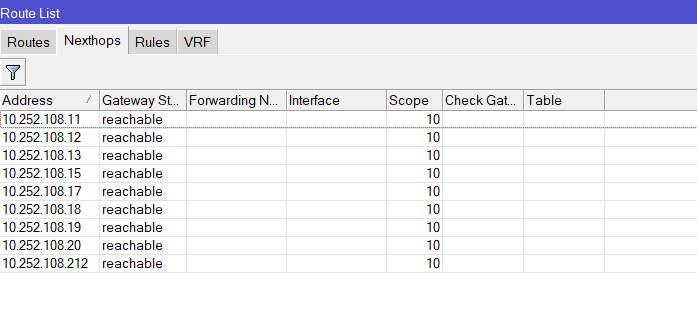 Route List
Routes Nexthops Rules VRF
Address Gateway St... Forwarding N... Interface Scope Check Gat... Table
10.252.108.11 reachable 10
10.252.108.12 reachable 10
10.252.108.13 reachable 10
10.252.108.15 reachable 10
10.252.108.17 reachable 10
10.252.108.18 reachable 10
10.252.108.19 reachable 10
10.252.108.20 reachable 10
10.252.108.212 reachable 10